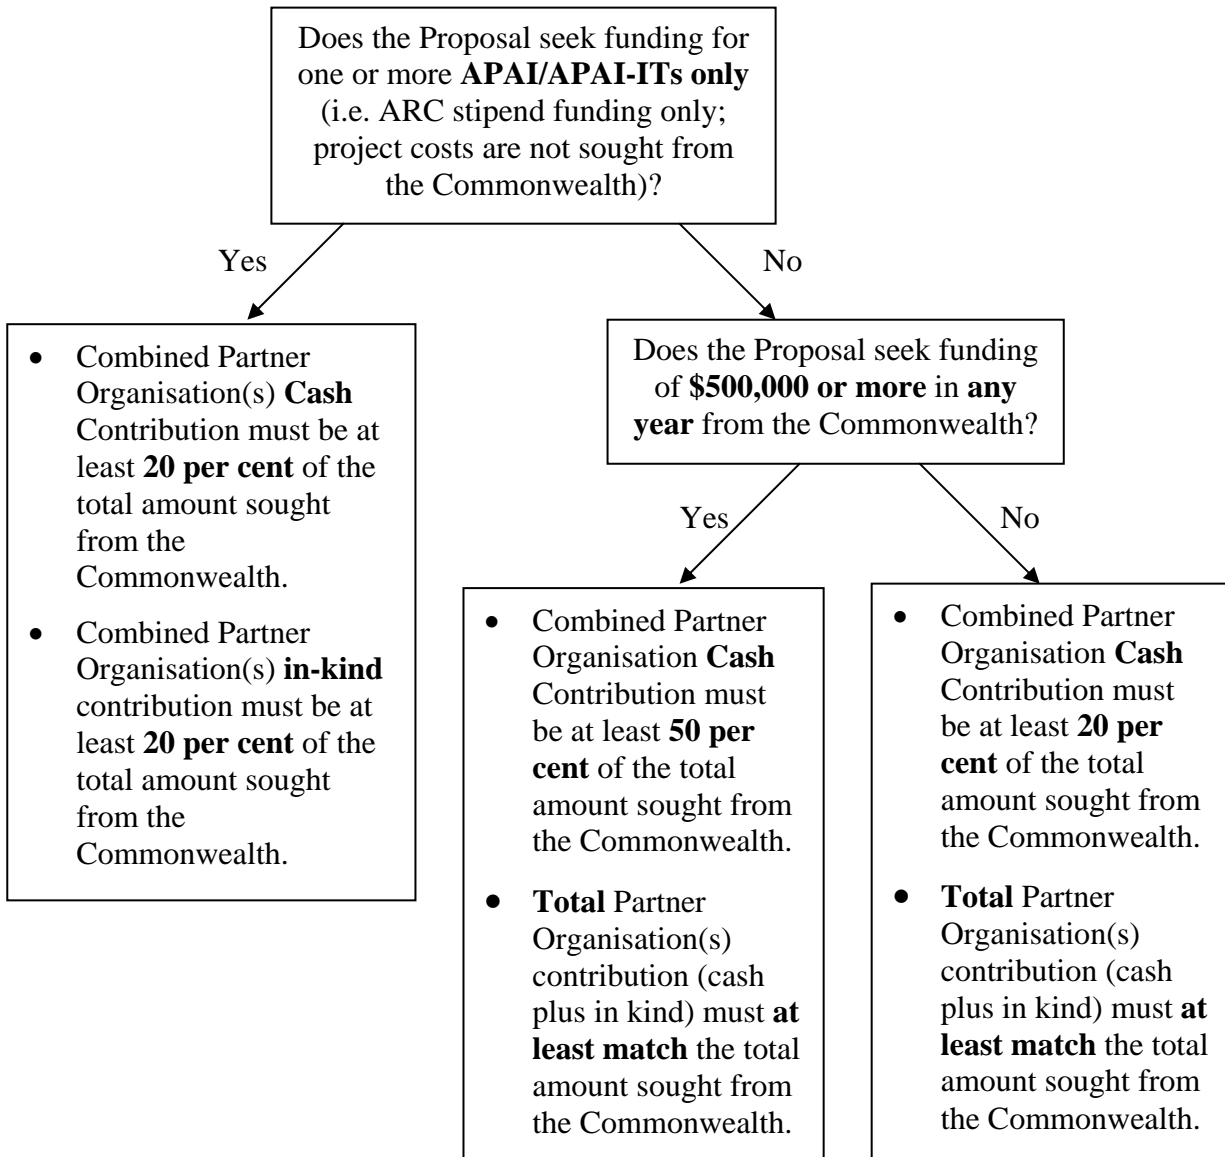 Does the Proposal seek funding for
one or more APAI/APAI-ITs only
(i.e. ARC stipend funding only;
project costs are not sought from
the Commonwealth)?
Yes
No
• Combined Partner
Organisation(s) Cash
Contribution must be at
least 20 per cent of the
total amount sought
from the
Commonwealth.
• Combined Partner
Organisation(s) in-kind
contribution must be at
least 20 per cent of the
total amount sought
from the
Commonwealth.
Does the Proposal seek funding
of $500,000 or more in any
year from the Commonwealth?
Yes
No
• Combined Partner
Organisation Cash
Contribution must
be at least 50 per
cent of the total
amount sought from
the Commonwealth.
• Total Partner
Organisation(s)
contribution (cash
plus in kind) must at
least match the total
amount sought from
the Commonwealth.
• Combined Partner
Organisation Cash
Contribution must
be at least 20 per
cent of the total
amount sought from
the Commonwealth.
• Total Partner
Organisation(s)
contribution (cash
plus in kind) must at
least match the total
amount sought from
the Commonwealth.